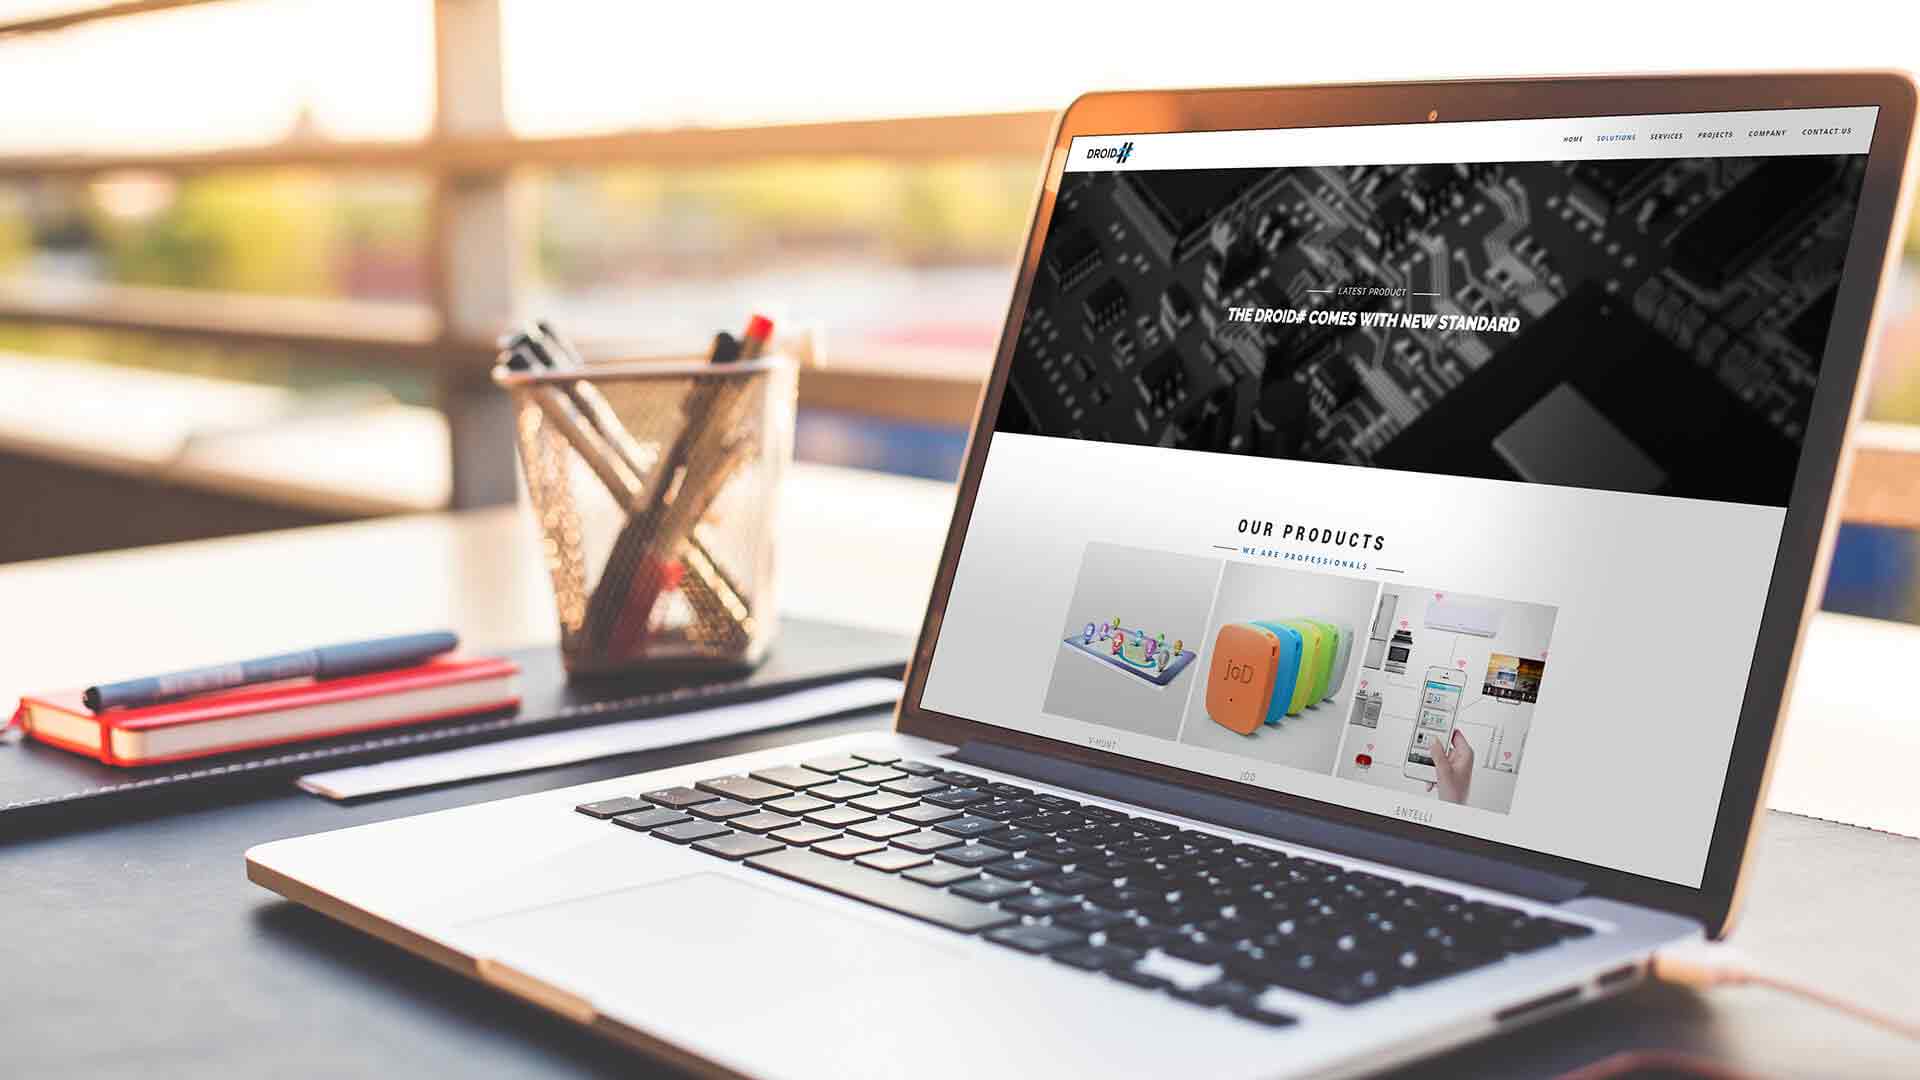 DROID#
HOME SOLUTIONS SERVICES PROJECTS COMPANY CONTACT US
LATEST PRODUCT
THE DROID# COMES WITH NEW STANDARD
OUR PRODUCTS
WE ARE PROFESSIONALS
joD
V-HUNT
JOD
ENTELLI